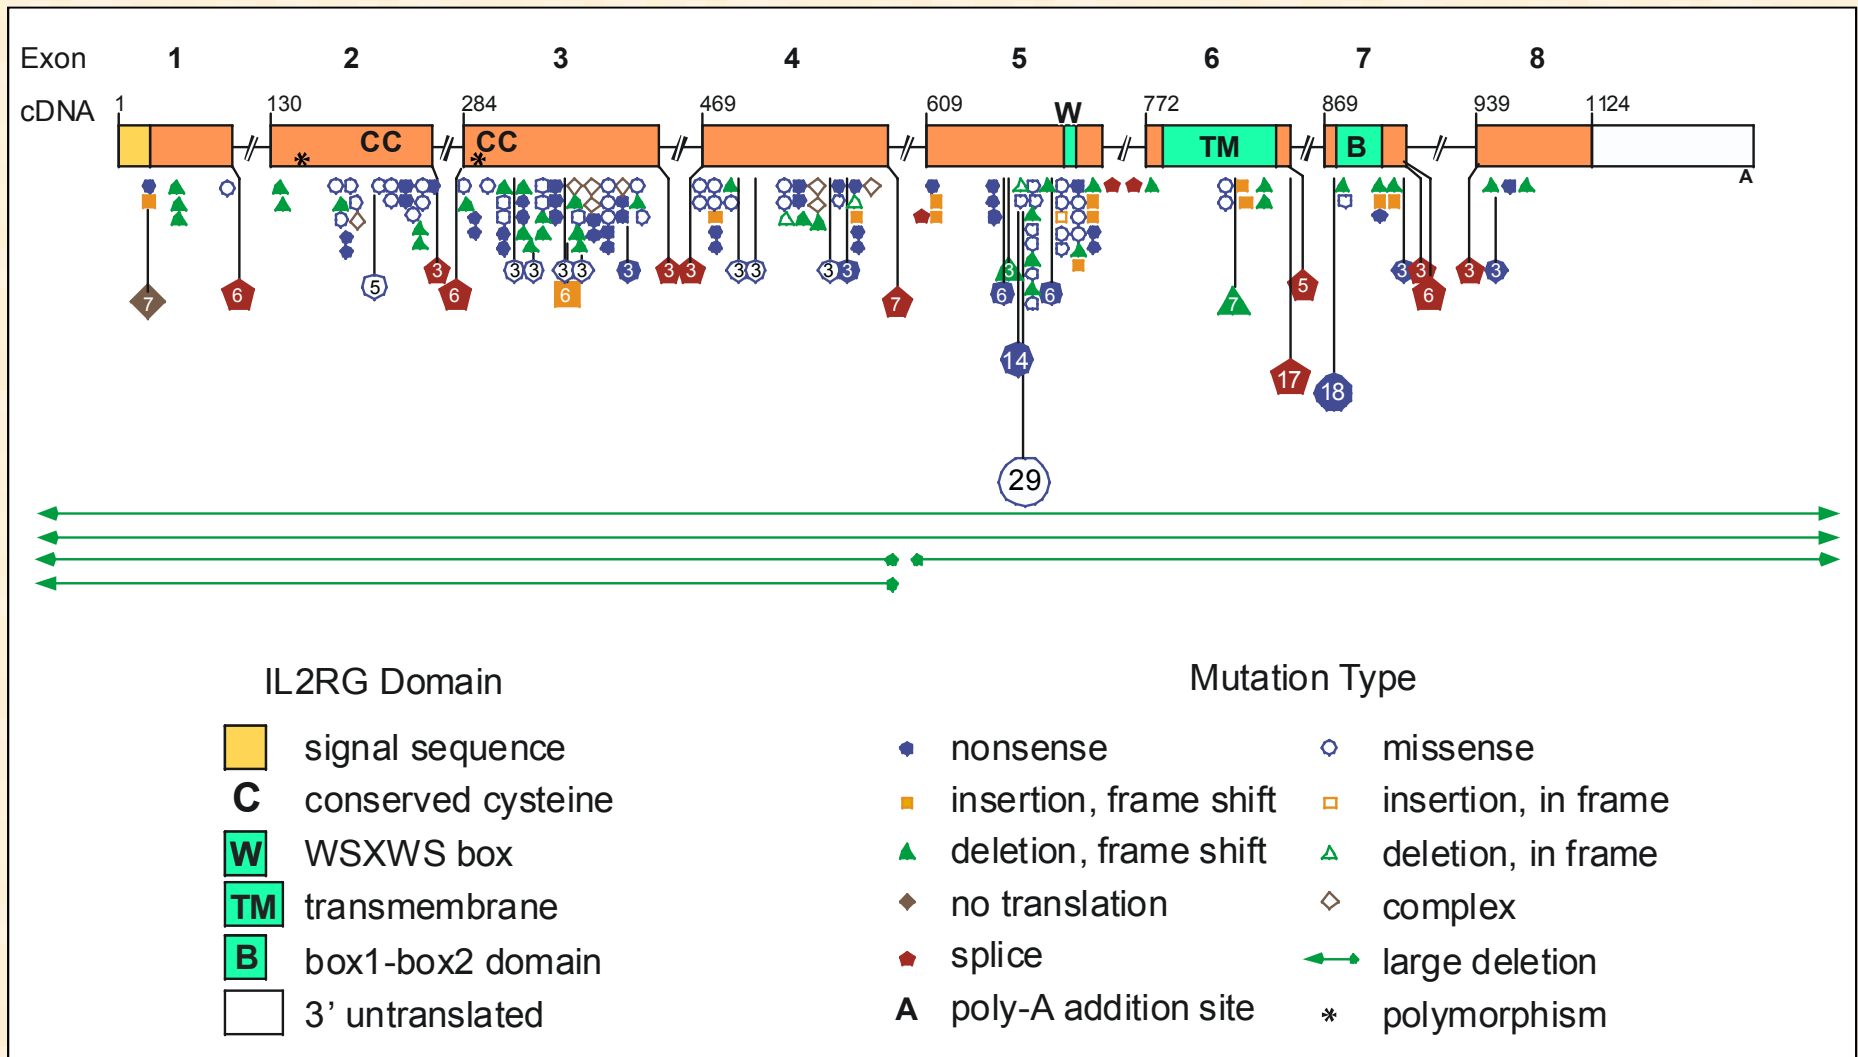 Exon 1 2 3 4 5 6 7 8
cDNA 1 130 284 469 609 W 772 869 939 1124
CC CC TM B
A
3 3 3 3 3 3 3 3 3 3 3 3 3 3 3 3 3
7 6 5 6 6 7 6 6 7 5 6
14
17 18
29
IL2RG Domain
signal sequence
C conserved cysteine
W WSXWS box
TM transmembrane
B box1-box2 domain
3’ untranslated
Mutation Type
nonsense missense
insertion, frame shift insertion, in frame
deletion, frame shift deletion, in frame
no translation complex
splice large deletion
A poly-A addition site * polymorphism